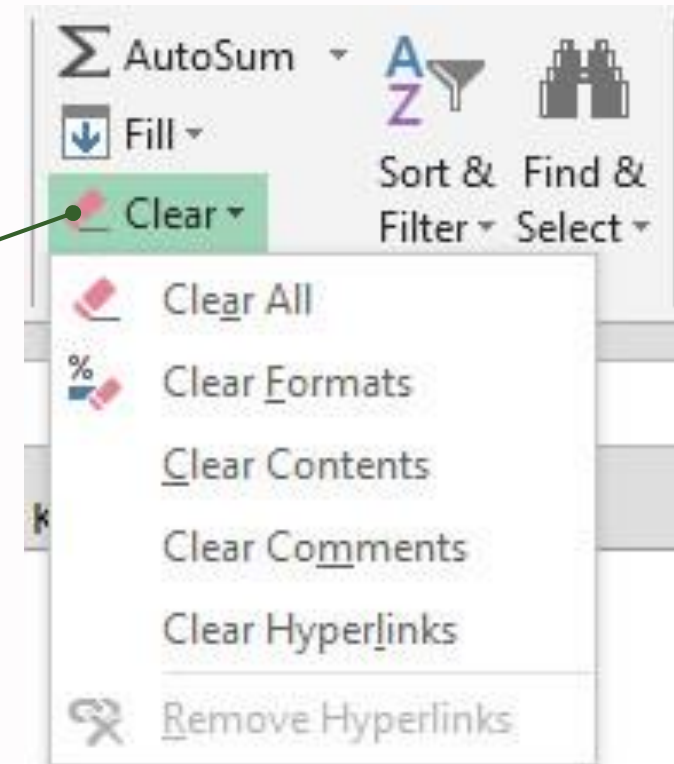 AutoSum
Fill
Clear
Sort &
Filter
Find &
Select
Clear All
% Clear Formats
Clear Contents
Clear Comments
Clear Hyperlinks
Remove Hyperlinks